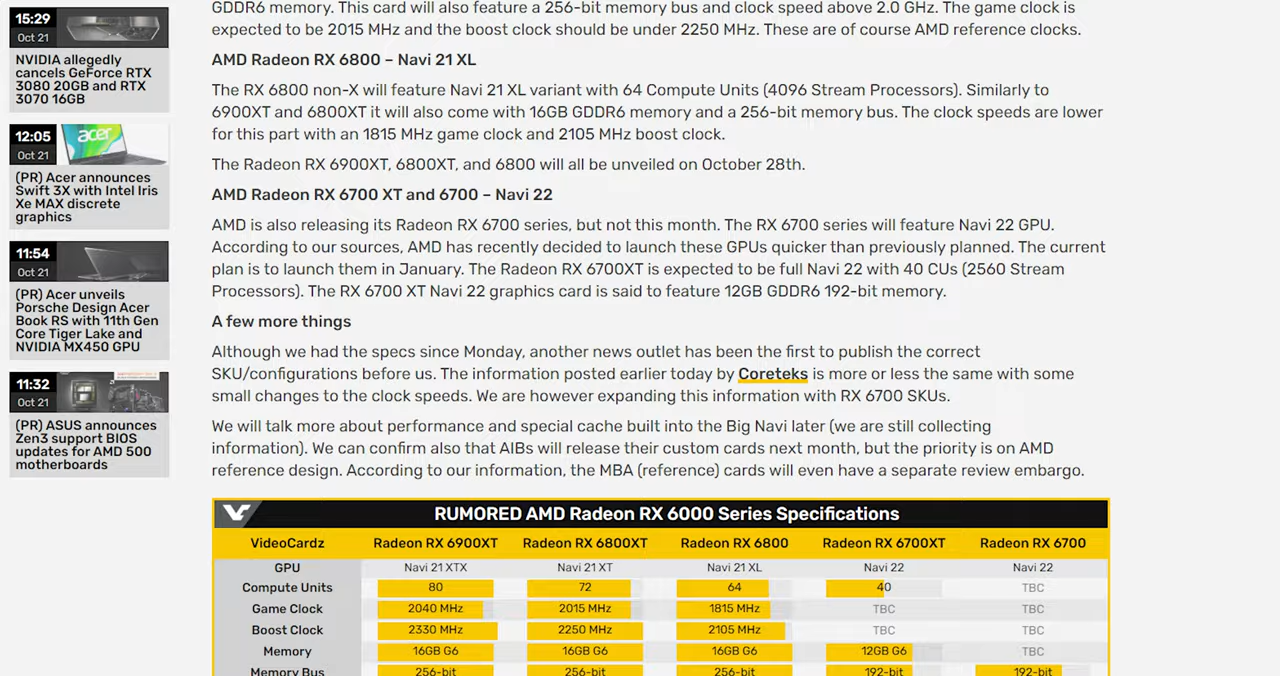 15:29
Oct 21
NVIDIA allegedly
cancels GeForce RTX
3080 20GB and RTX
3070 16GB
12:05
Oct 21
acer
(PR) Acer announces
Swift 3X with Intel Iris
Xe MAX discrete
graphics
11:54
Oct 21
(PR) Acer unveils
Porsche Design Acer
Book RS with 11th Gen
Core Tiger Lake and
NVIDIA MX450 GPU
11:32
Oct 21
(PR) ASUS announces
Zen3 support BIOS
updates for AMD 500
motherboards
GDDR6 memory. This card will also feature a 256-bit memory bus and clock speed above 2.0 GHz. The game clock is
expected to be 2015 MHz and the boost clock should be under 2250 MHz. These are of course AMD reference clocks.
AMD Radeon RX 6800 – Navi 21 XL
The RX 6800 non-X will feature Navi 21 XL variant with 64 Compute Units (4096 Stream Processors). Similarly to
6900XT and 6800XT it will also come with 16GB GDDR6 memory and a 256-bit memory bus. The clock speeds are lower
for this part with an 1815 MHz game clock and 2105 MHz boost clock.
The Radeon RX 6900XT, 6800XT, and 6800 will all be unveiled on October 28th.
AMD Radeon RX 6700 XT and 6700 – Navi 22
AMD is also releasing its Radeon RX 6700 series, but not this month. The RX 6700 series will feature Navi 22 GPU.
According to our sources, AMD has recently decided to launch these GPUs quicker than previously planned. The current
plan is to launch them in January. The Radeon RX 6700XT is expected to be full Navi 22 with 40 CUs (2560 Stream
Processors). The RX 6700 XT Navi 22 graphics card is said to feature 12GB GDDR6 192-bit memory.
A few more things
Although we had the specs since Monday, another news outlet has been the first to publish the correct
SKU/configurations before us. The information posted earlier today by Coreteks is more or less the same with some
small changes to the clock speeds. We are however expanding this information with RX 6700 SKUs.
We will talk more about performance and special cache built into the Big Navi later (we are still collecting
information). We can confirm also that AIBs will release their custom cards next month, but the priority is on AMD
reference design. According to our information, the MBA (reference) cards will even have a separate review embargo.
RUMORED AMD Radeon RX 6000 Series Specifications
VideoCardz Radeon RX 6900XT Radeon RX 6800XT Radeon RX 6800 Radeon RX 6700XT Radeon RX 6700
GPU Navi 21 XTX Navi 21 XT Navi 21 XL Navi 22 Navi 22
Compute Units 80 72 64 40 TBC
Game Clock 2040 MHz 2015 MHz 1815 MHz TBC TBC
Boost Clock 2330 MHz 2250 MHz 2105 MHz TBC TBC
Memory 16GB G6 16GB G6 16GB G6 12GB G6 TBC
Memory Bus 256-bit 256-bit 256-bit 192-bit 192-bit